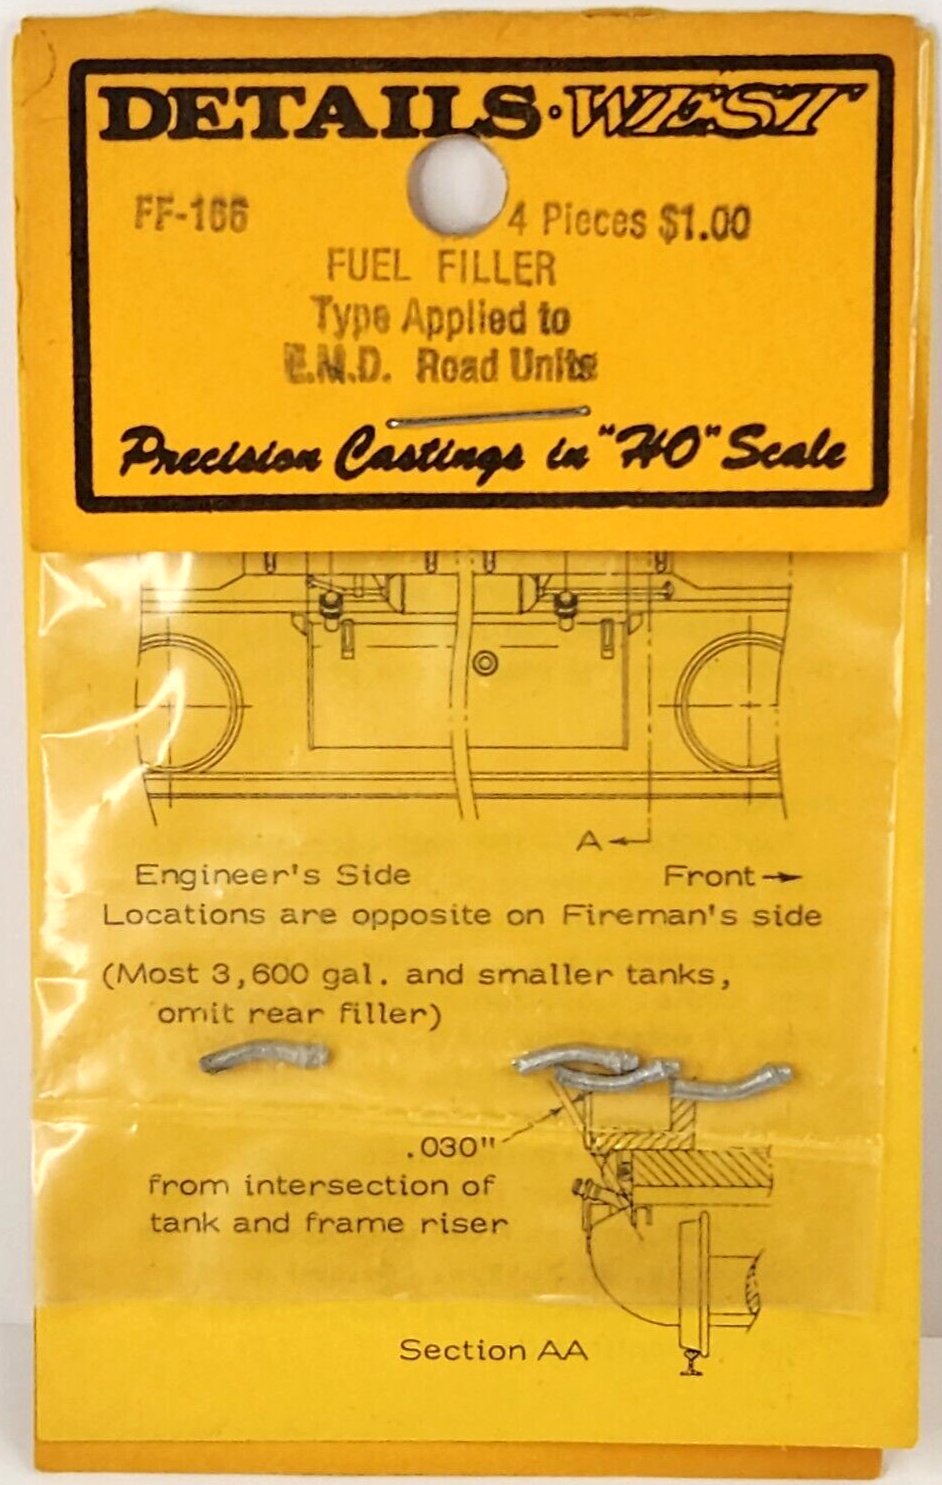 DETAILS·WEST
FF-166 4 Pieces $1.00
FUEL FILLER
Type Applied to
E.M.D. Road Units
Precision Castings in "HO" Scale
A
Engineer's Side Front
Locations are opposite on Fireman's side
(Most 3,600 gal. and smaller tanks,
omit rear filler)
.030"
from intersection of
tank and frame riser
Section AA